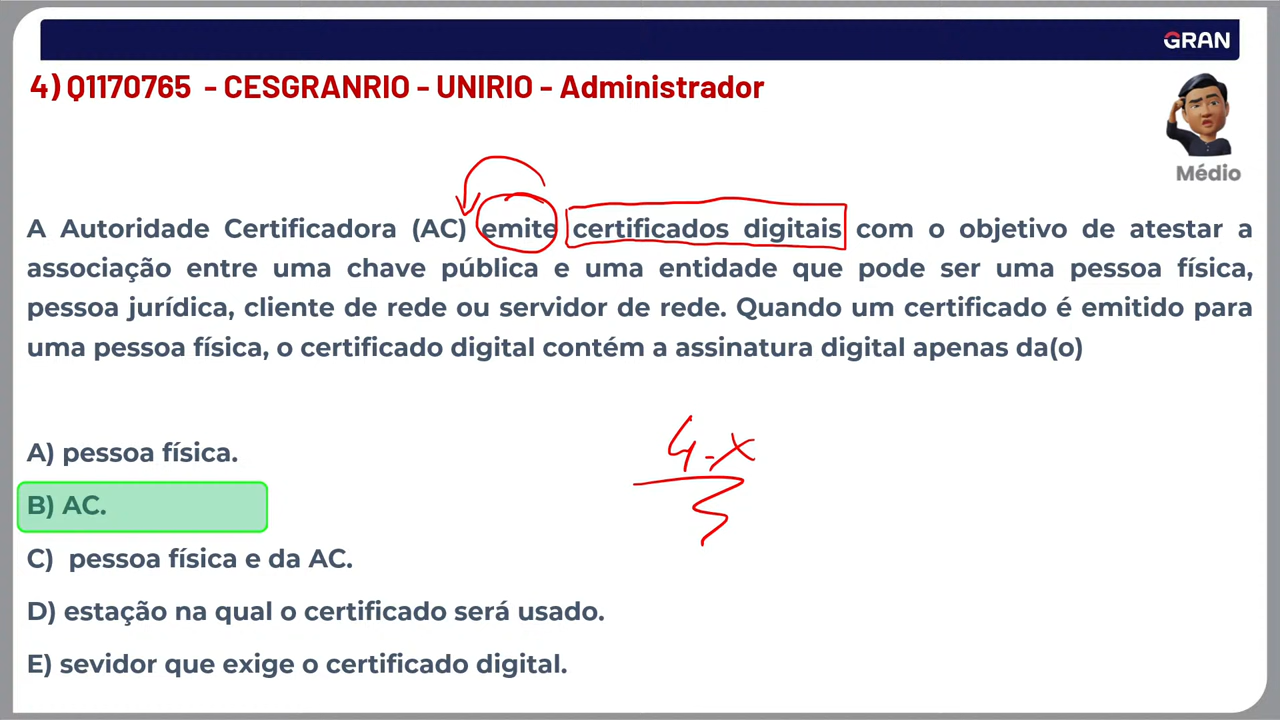 GRAN
4) Q1170765 - CESGRANRIO - UNIRIO - Administrador
Médio
A Autoridade Certificadora (AC) emite certificados digitais com o objetivo de atestar a
associação entre uma chave pública e uma entidade que pode ser uma pessoa física,
pessoa jurídica, cliente de rede ou servidor de rede. Quando um certificado é emitido para
uma pessoa física, o certificado digital contém a assinatura digital apenas da(o)
A) pessoa física.
B) AC.
C) pessoa física e da AC.
D) estação na qual o certificado será usado.
E) sevidor que exige o certificado digital.